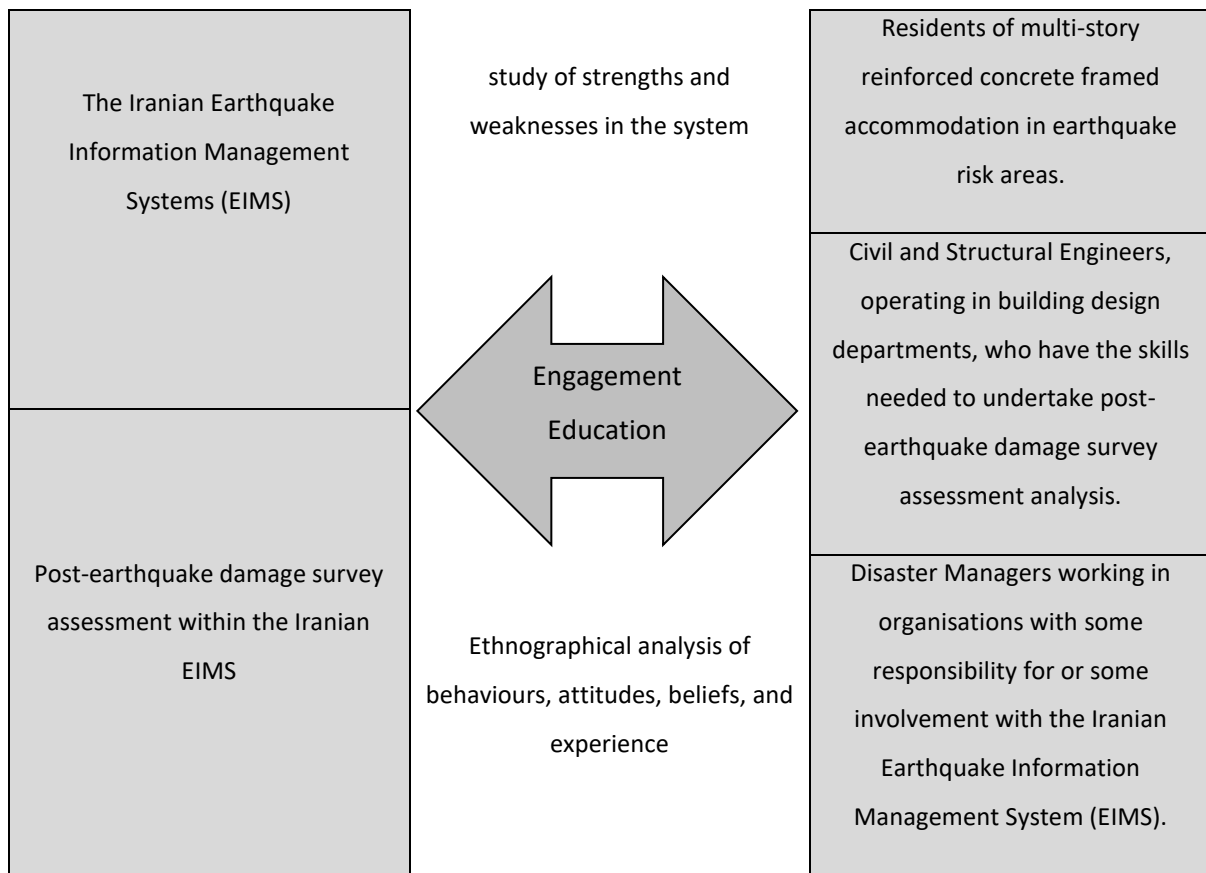 The Iranian Earthquake
Information Management
Systems (EIMS)
Post-earthquake damage survey
assessment within the Iranian
EIMS
study of strengths and
weaknesses in the system
Engagement
Education
Ethnographical analysis of
behaviours, attitudes, beliefs, and
experience
Residents of multi-story
reinforced concrete framed
accommodation in earthquake
risk areas.
Civil and Structural Engineers,
operating in building design
departments, who have the skills
needed to undertake post-
earthquake damage survey
assessment analysis.
Disaster Managers working in
organisations with some
responsibility for or some
involvement with the Iranian
Earthquake Information
Management System (EIMS).